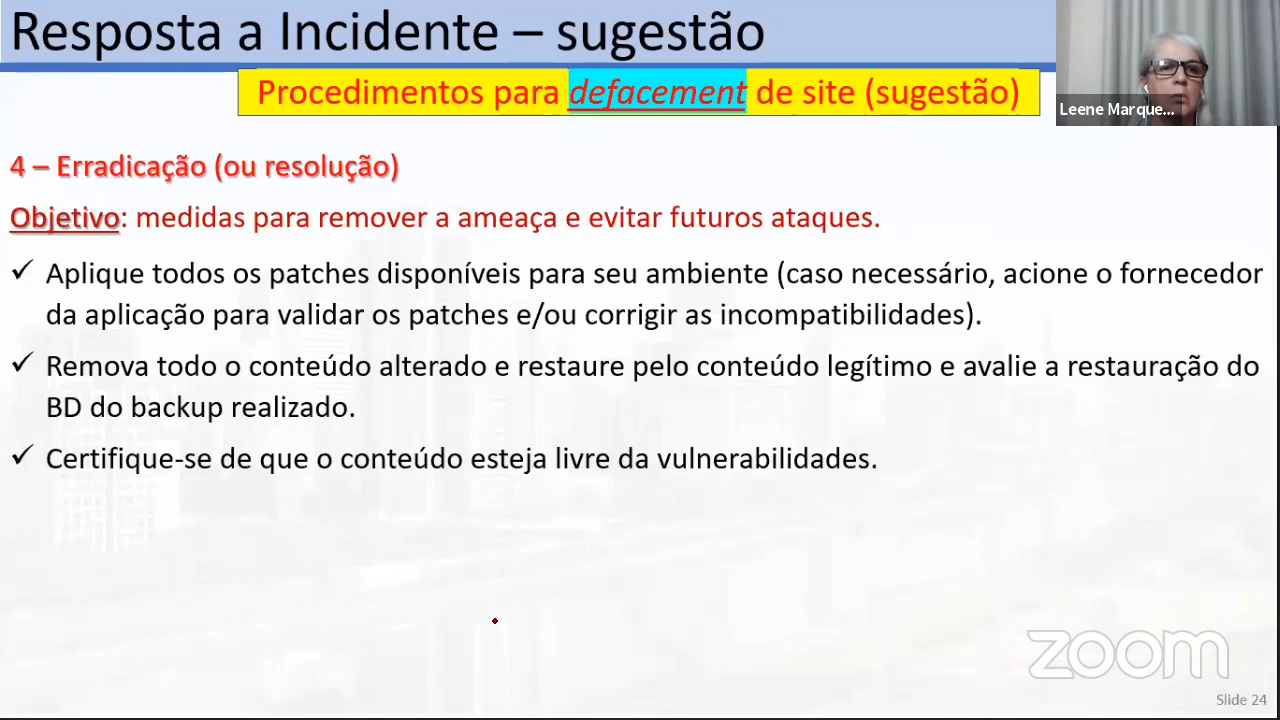 Resposta a Incidente – sugestão
Procedimentos para defacement de site (sugestão)
Leene Marque...
4 – Erradicação (ou resolução)
Objetivo: medidas para remover a ameaça e evitar futuros ataques.
✓ Aplique todos os patches disponíveis para seu ambiente (caso necessário, acione o fornecedor
da aplicação para validar os patches e/ou corrigir as incompatibilidades).
✓ Remova todo o conteúdo alterado e restaure pelo conteúdo legítimo e avalie a restauração do
BD do backup realizado.
✓ Certifique-se de que o conteúdo esteja livre da vulnerabilidades.
zoom
Slide 24